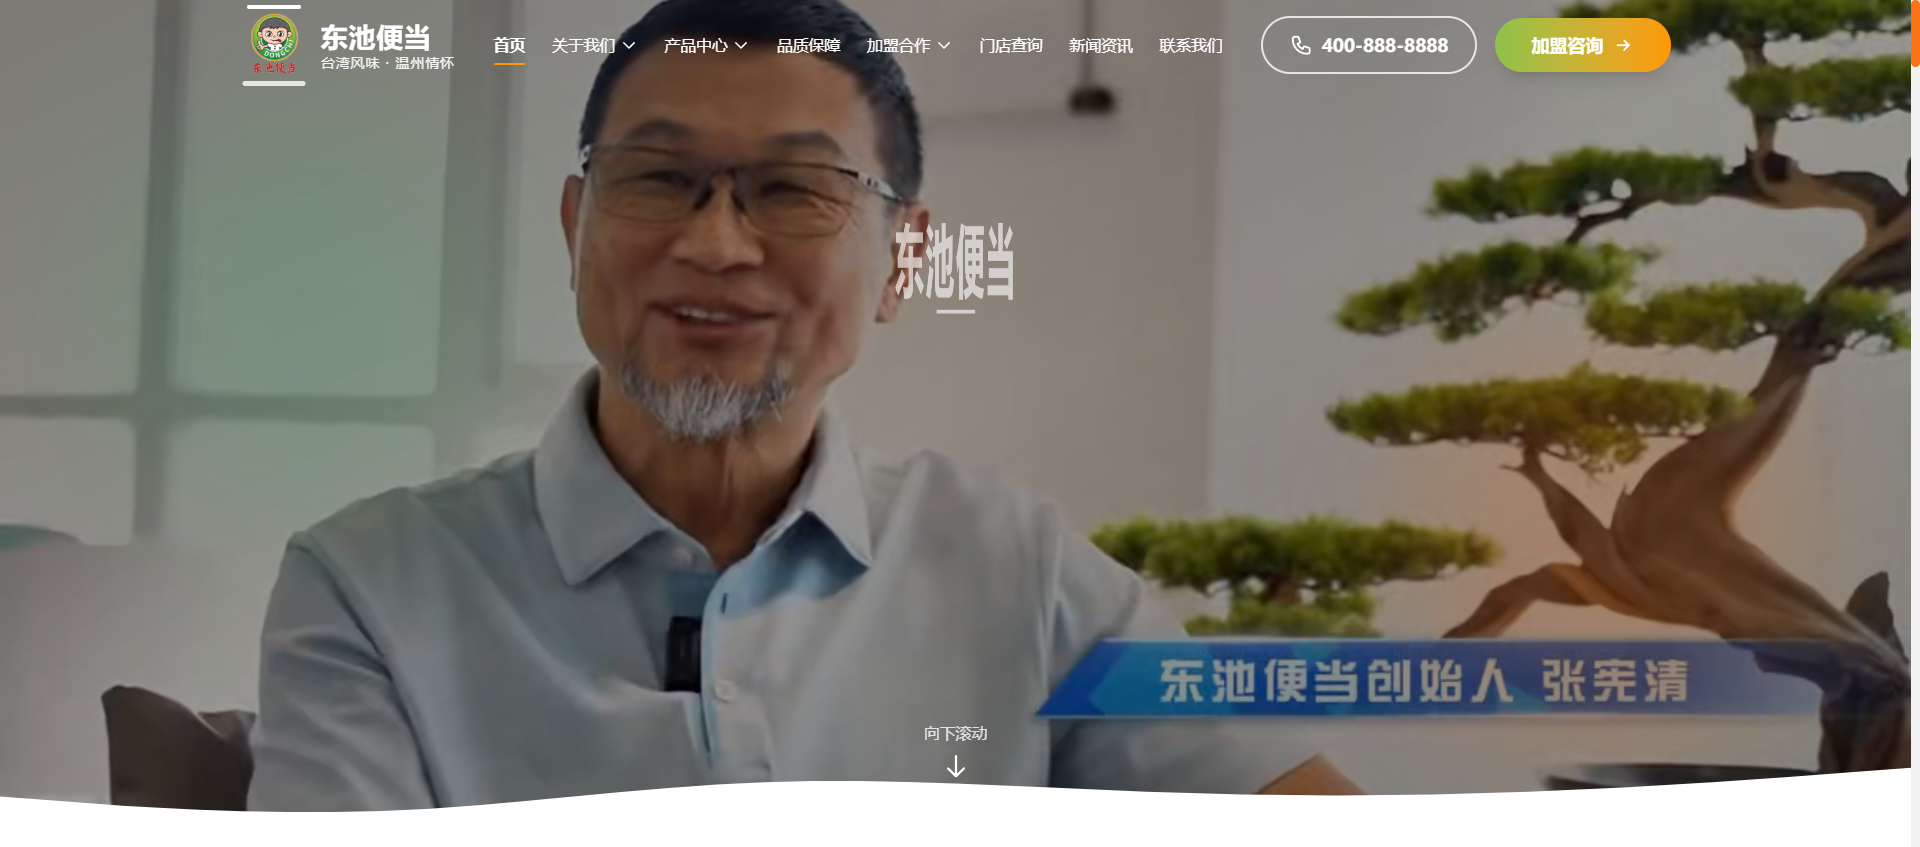 DONGCHI
东池便当
东池便当
台湾风味·温州情怀
首页 关于我们 产品中心 品质保障 加盟合作 门店查询 新闻资讯 联系我们
400-888-8888
加盟咨询
东池便当
东池便当创始人 张宪清
向下滚动